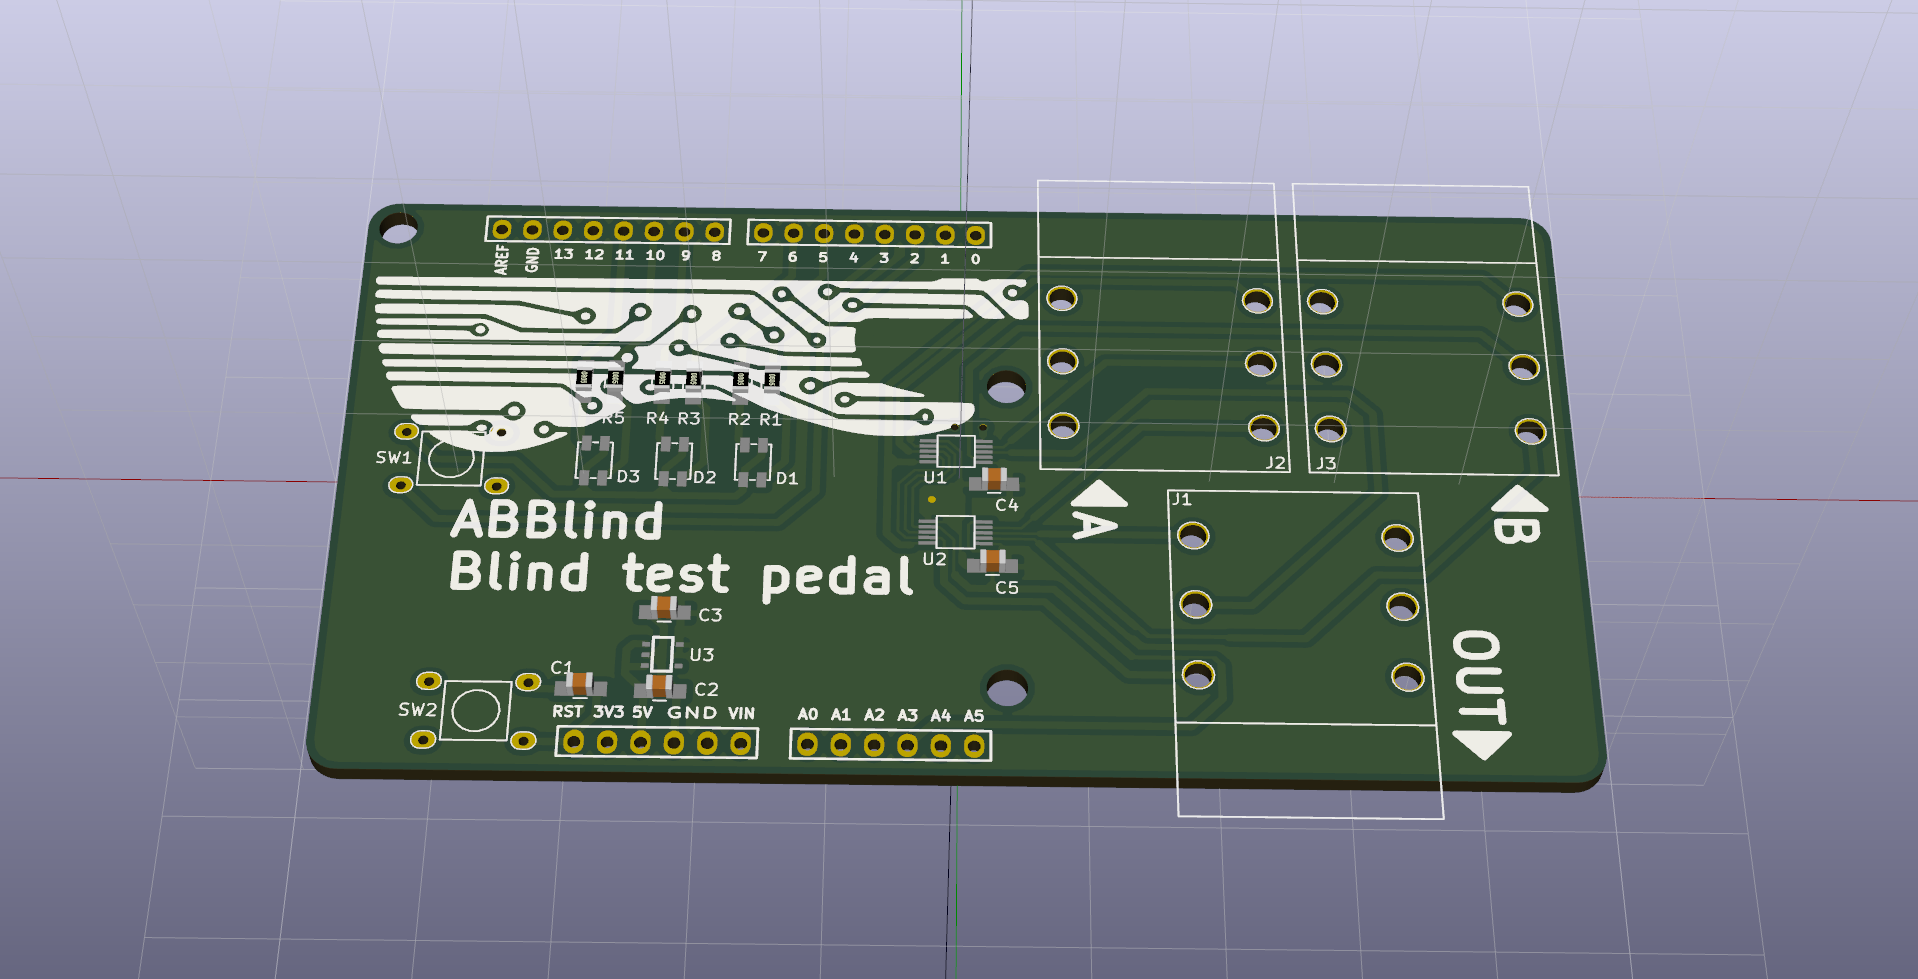 AREF GND 13 12 11 10 9 8 7 6 5 4 3 2 1 0
R5 R4 R3 R2 R1
SW1
D3 D2 D1
U1
C4
J2
J3
J1
A
B
ABBlind
U2
C5
Blind test pedal
C3
U3
C1
C2
SW2
RST 3V3 5V GND VIN A0 A1 A2 A3 A4 A5
OUT